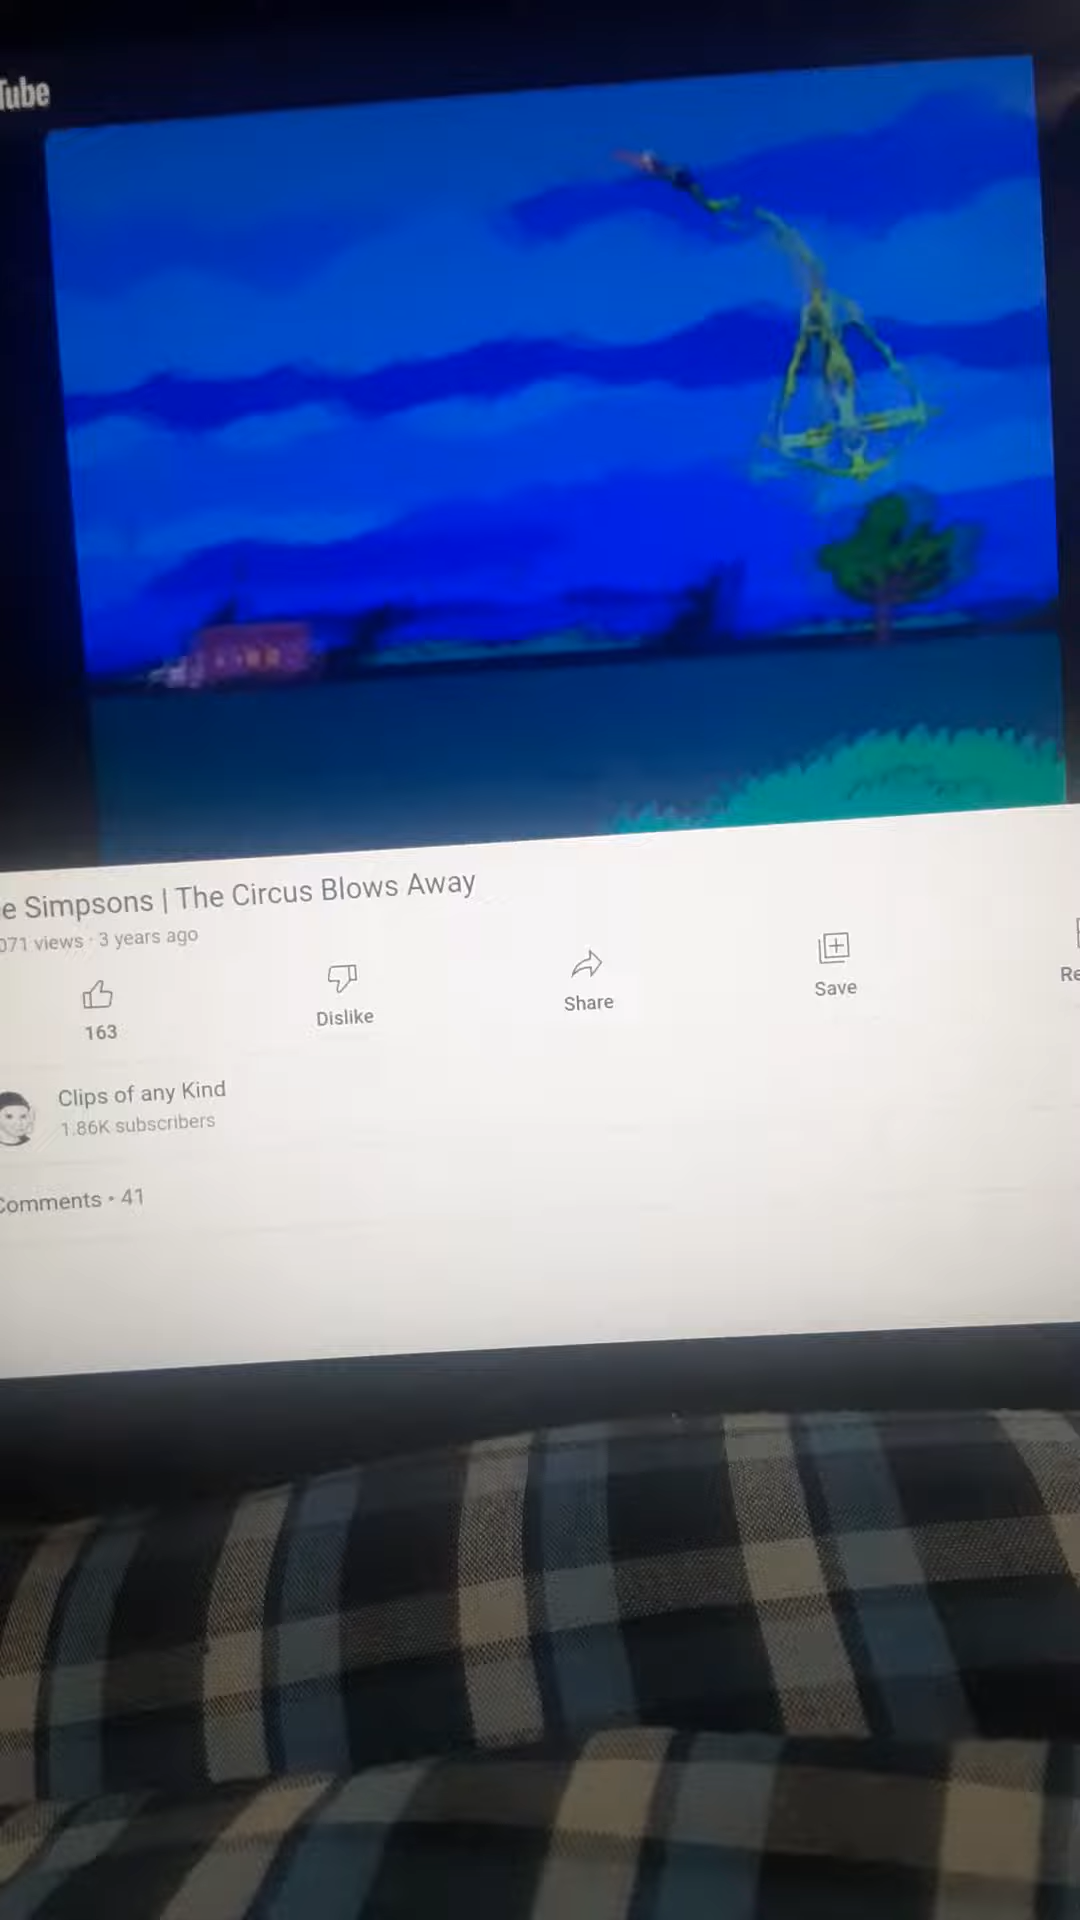 Tube
e Simpsons | The Circus Blows Away
071 views · 3 years ago
163
Dislike
Share
Save
Re
Clips of any Kind
1.86K subscribers
Comments • 41